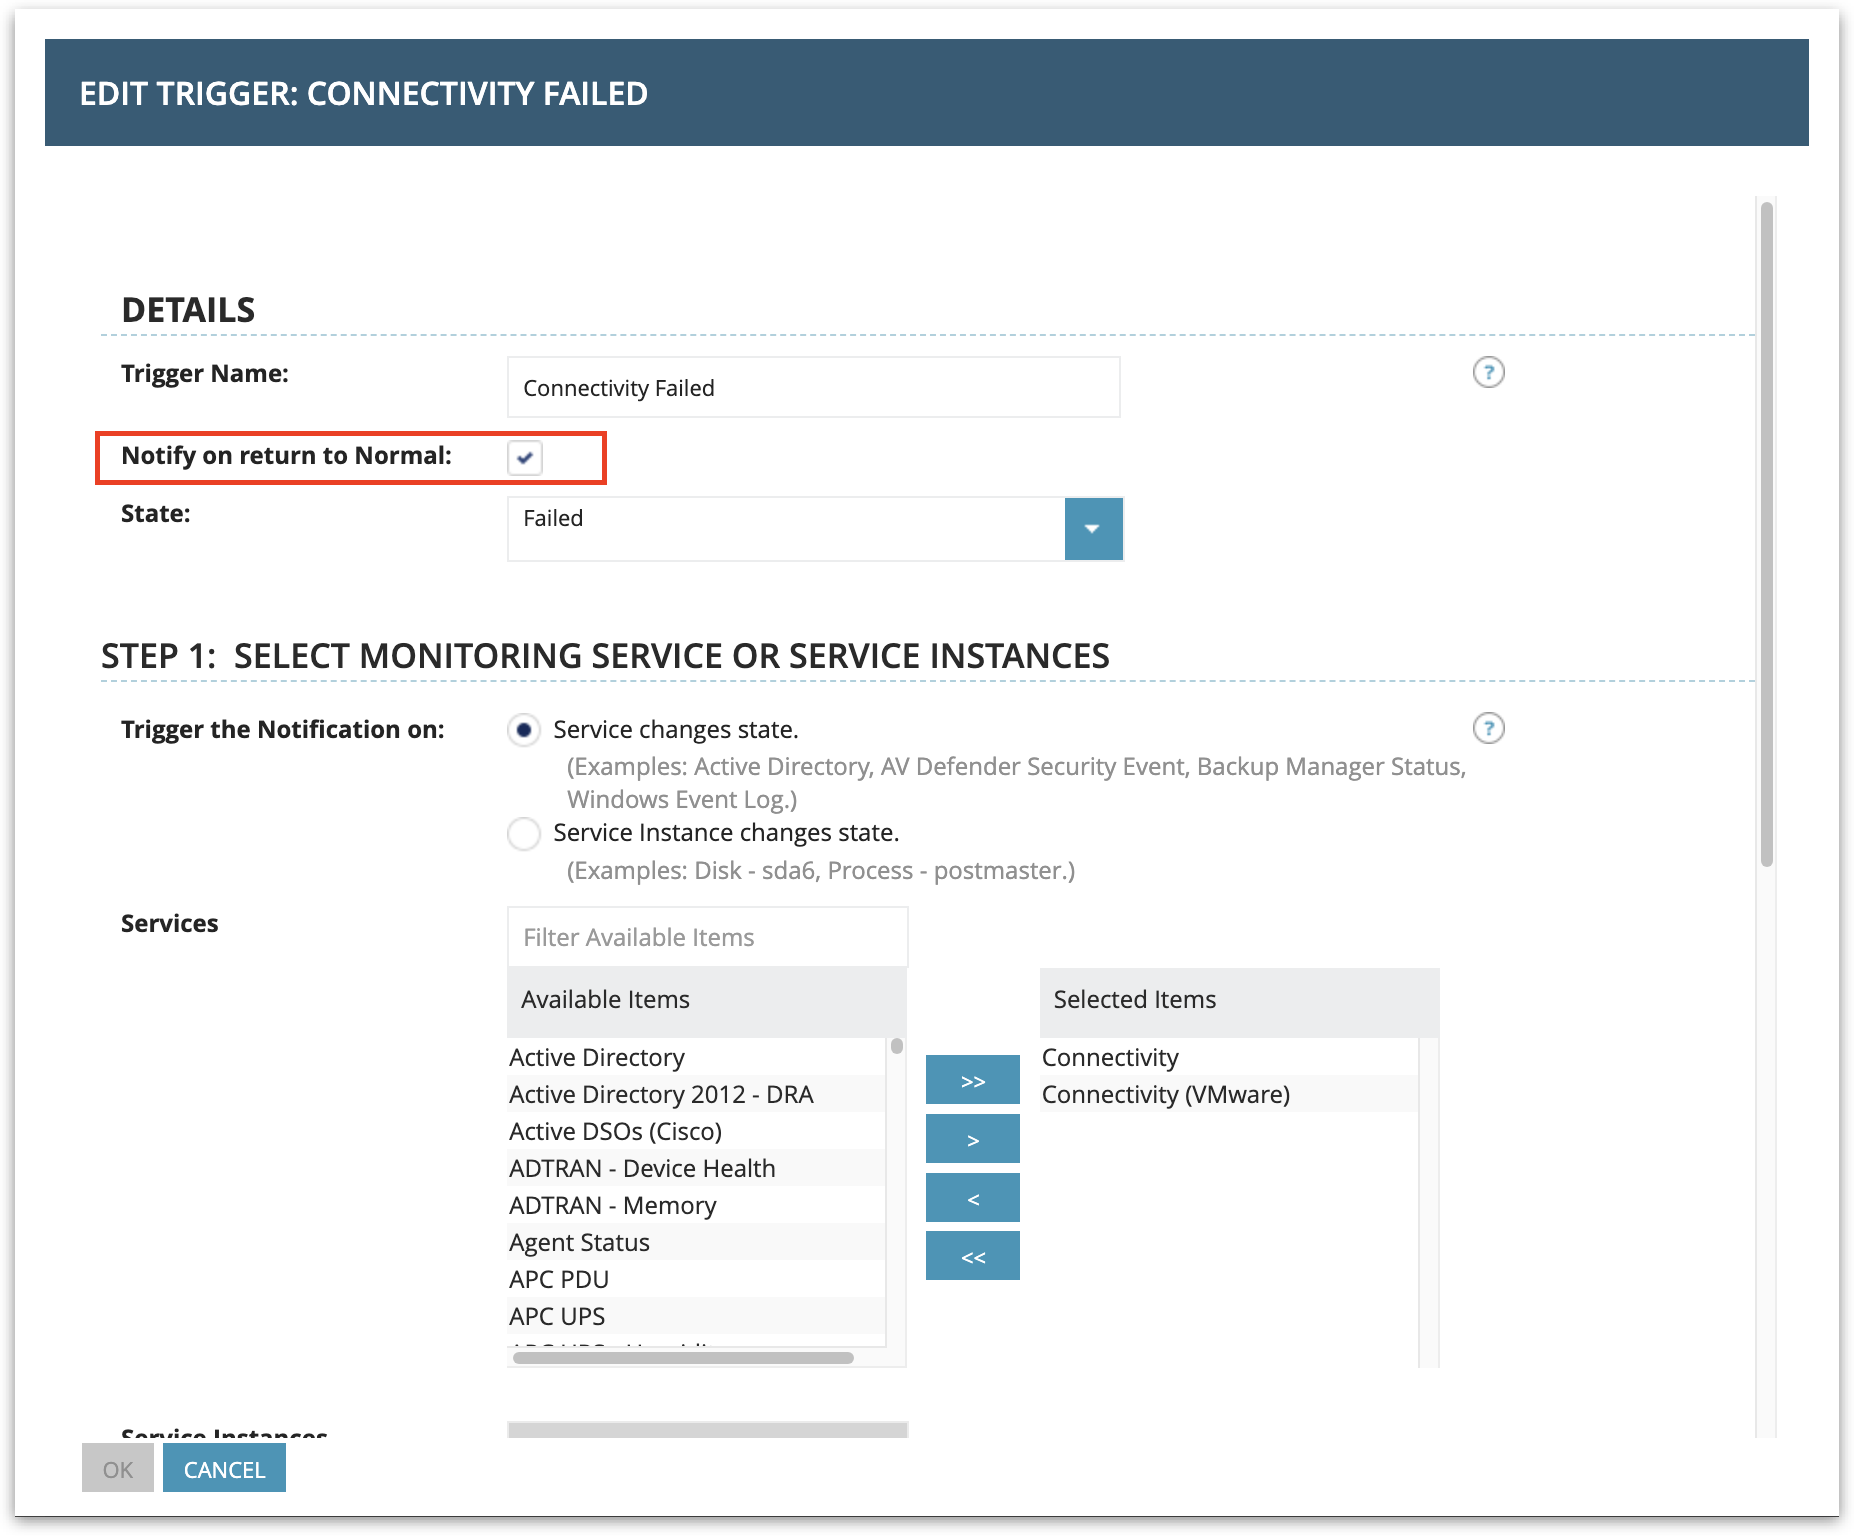 EDIT TRIGGER: CONNECTIVITY FAILED
DETAILS
Trigger Name:
Connectivity Failed
?
Notify on return to Normal:
State:
Failed
STEP 1: SELECT MONITORING SERVICE OR SERVICE INSTANCES
Trigger the Notification on:
Service changes state.
?
(Examples: Active Directory, AV Defender Security Event, Backup Manager Status,
Windows Event Log.)
Service Instance changes state.
(Examples: Disk - sda6, Process - postmaster.)
Services
Filter Available Items
Available Items
Active Directory
Active Directory 2012 - DRA
Active DSOs (Cisco)
ADTRAN - Device Health
ADTRAN - Memory
Agent Status
APC PDU
APC UPS
>>
>
<
<<
Selected Items
Connectivity
Connectivity (VMware)
Service Instances
OK
CANCEL